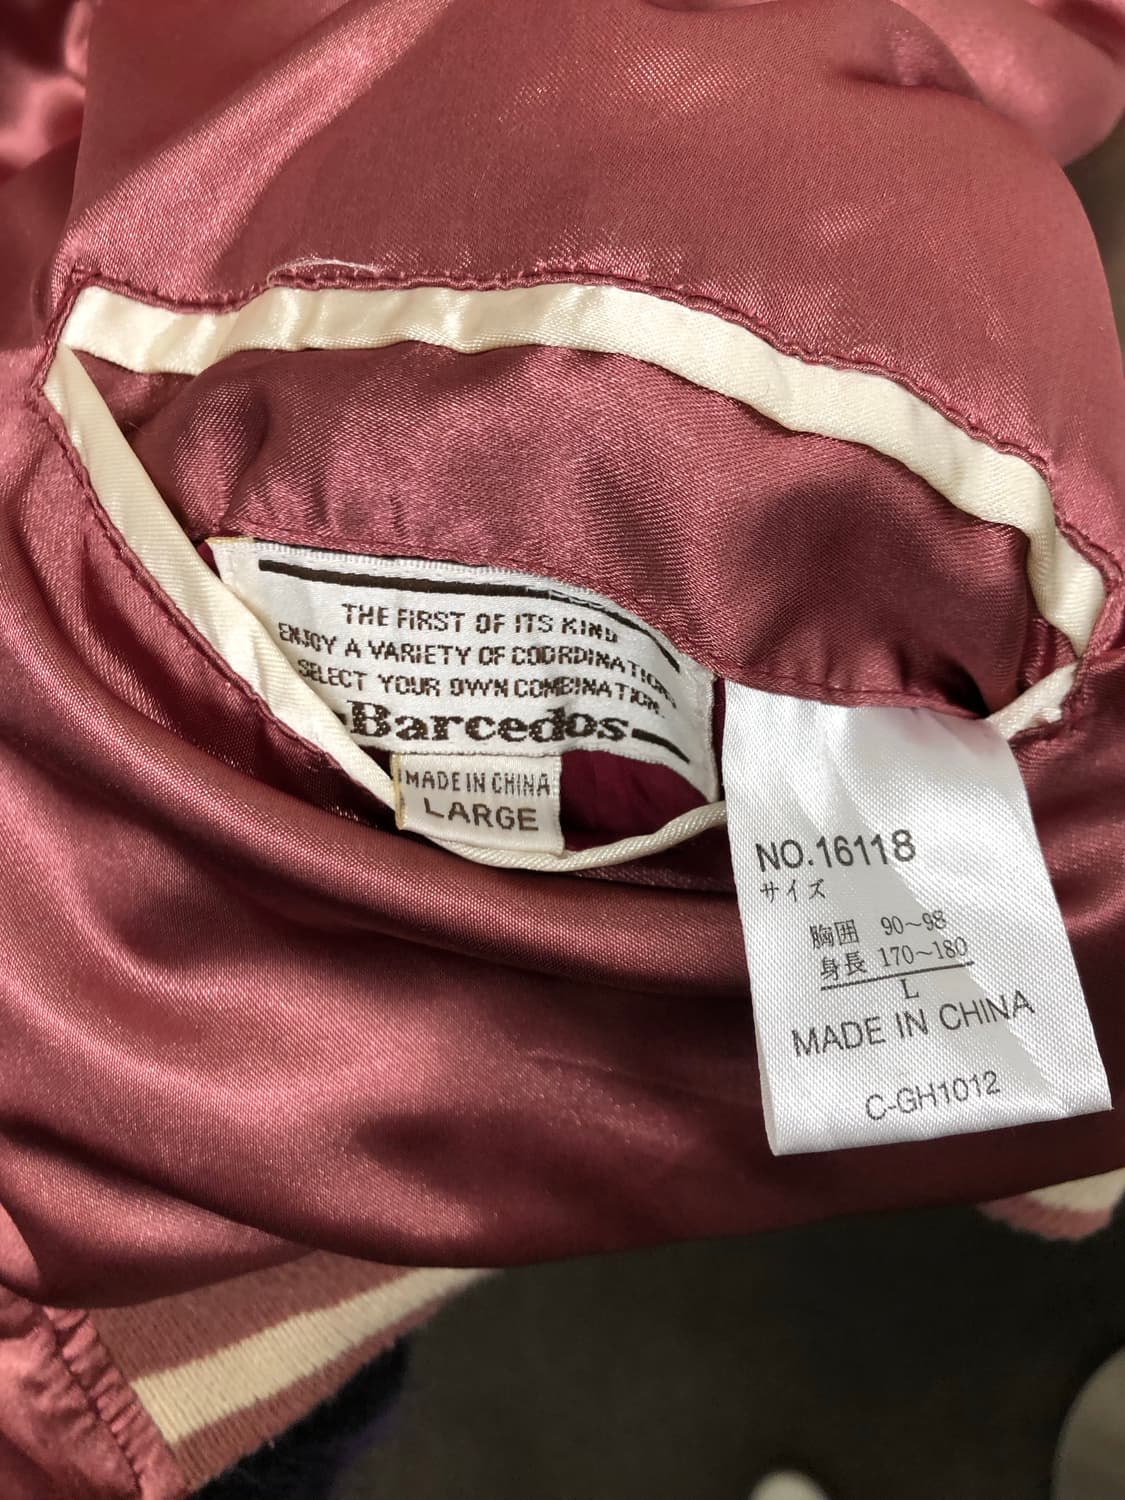 THE FIRST OF ITS KIND
ENJOY A VARIETY OF COORDINATIONS
SELECT YOUR OWN COMBINATION.
Barcedos
MADE IN CHINA
LARGE
NO.16118
サイズ
胸囲 90～98
身長 170～180
L
MADE IN CHINA
C-GH1012